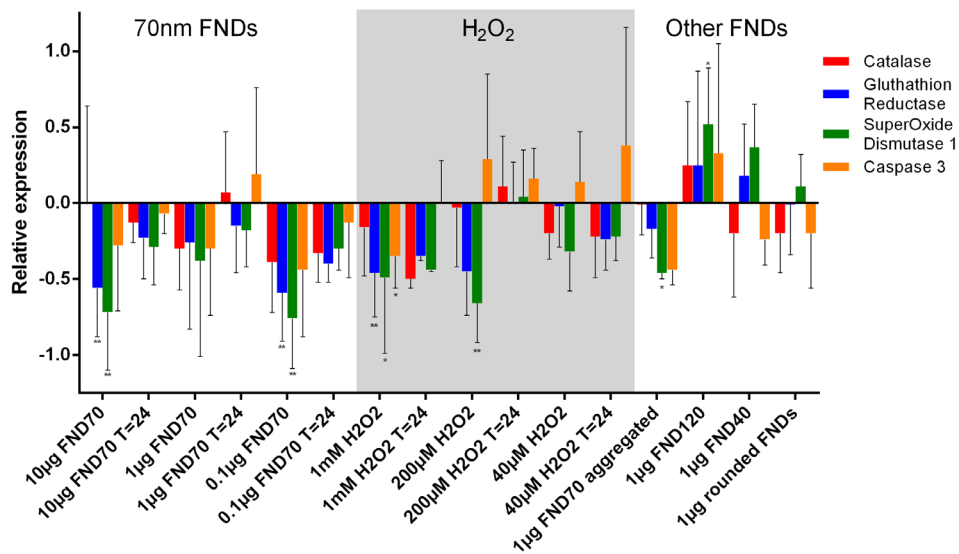 70nm FNDs
H₂O₂
Other FNDs
1.0
0.5
0.0
-0.5
-1.0
Relative expression
Catalase
Gluthathion
Reductase
SuperOxide
Dismutase 1
Caspase 3
*
**
**
**
**
**
*
*
**
*
10µg FND70
10µg FND70 T=24
1µg FND70
1µg FND70 T=24
0.1µg FND70
0.1µg FND70 T=24
1mM H2O2
1mM H2O2 T=24
200µM H2O2
200µM H2O2 T=24
40µM H2O2
40µM H2O2 T=24
1µg FND70 aggregated
1µg FND120
1µg FND40
1µg rounded FNDs